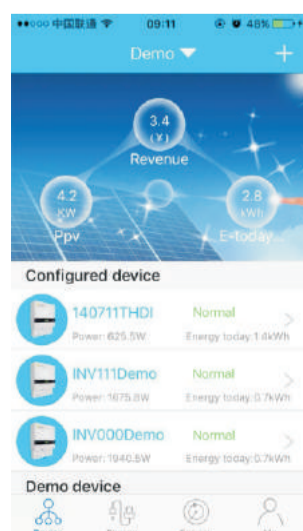 中国联通 09:11 48%
Demo
+
3.4
(¥)
Revenue
4.2
KW
Ppv
2.8
kWh
E-today
Configured device
140711THDI Normal
Power: 625.5W Energy today:1.4kWh
INV111Demo Normal
Power: 1675.8W Energy today:0.7kWh
INV000Demo Normal
Power: 1940.5W Energy today:0.7kWh
Demo device